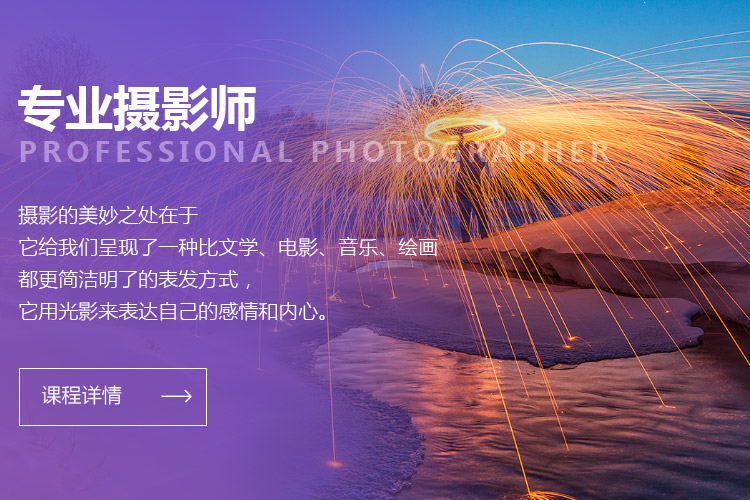 专业摄影师
PROFESSIONAL PHOTOGRAPHER
摄影的美妙之处在于
它给我们呈现了一种比文学、电影、音乐、绘画
都更简洁明了的表发方式，
它用光影来表达自己的感情和内心。
课程详情